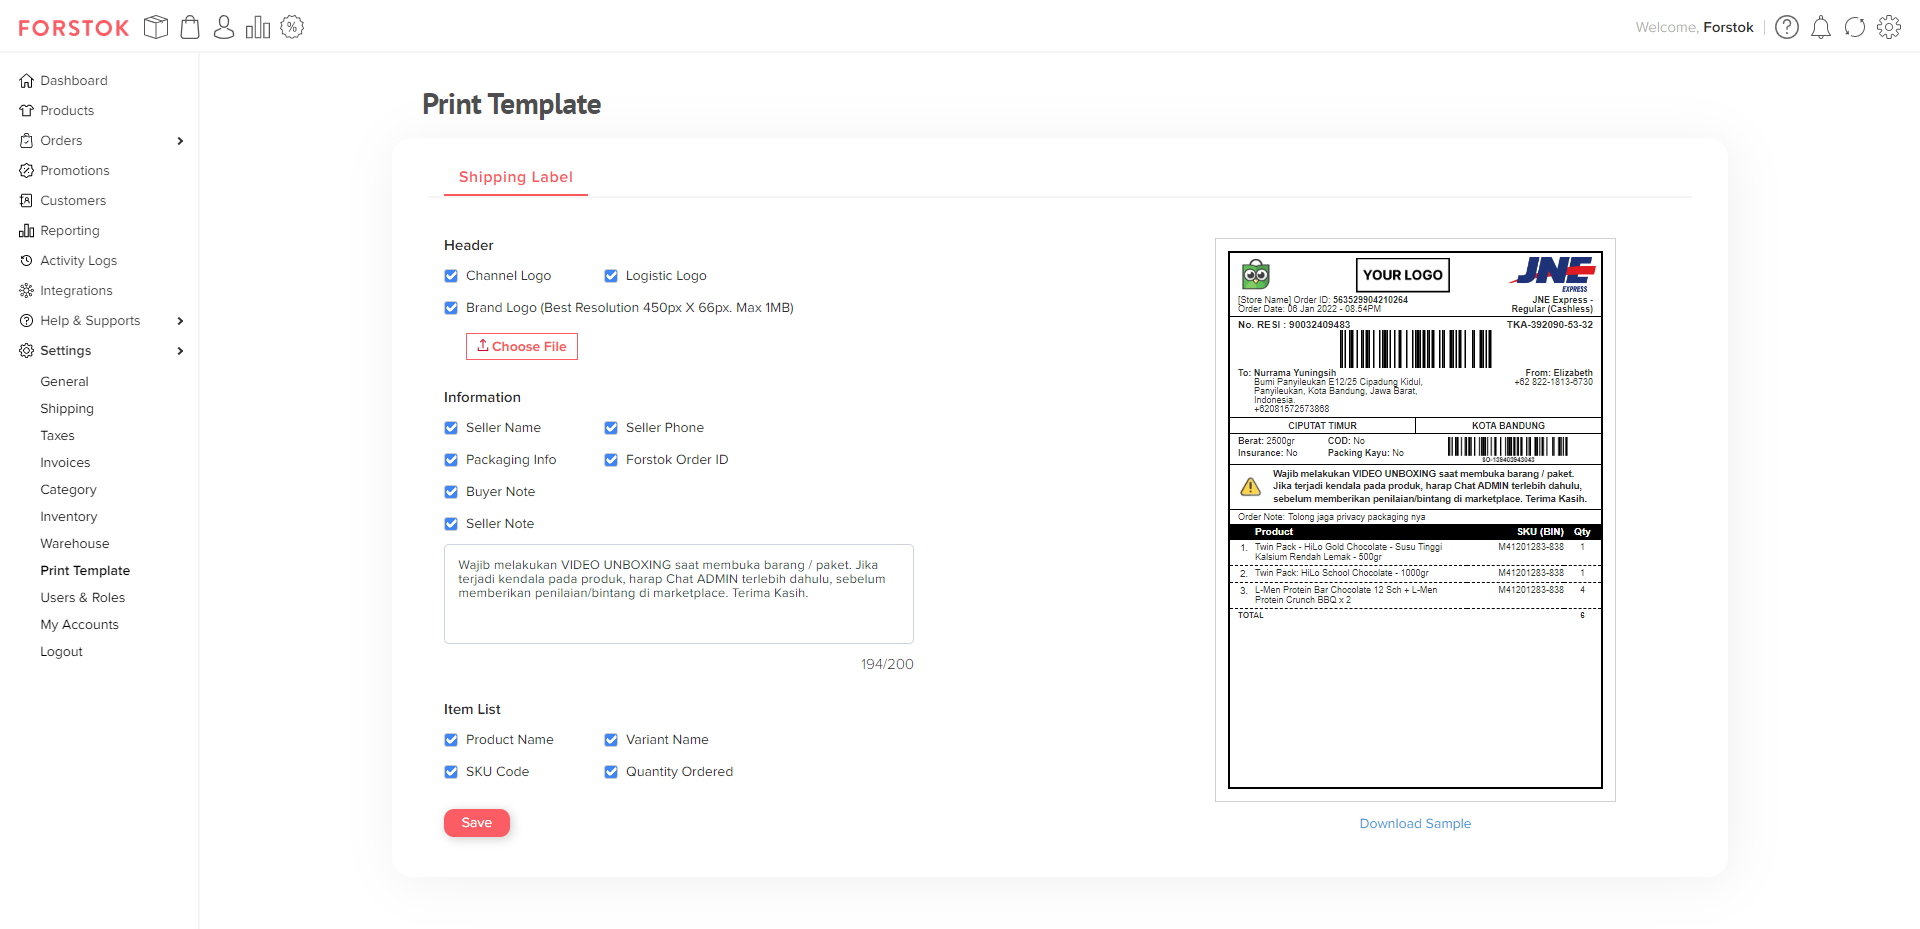 FORSTOK
Welcome, Forstok
Dashboard
Products
Orders
Promotions
Customers
Reporting
Activity Logs
Integrations
Help & Supports
Settings
General
Shipping
Taxes
Invoices
Category
Inventory
Warehouse
Print Template
Users & Roles
My Accounts
Logout
Print Template
Shipping Label
Header
Channel Logo
Logistic Logo
Brand Logo (Best Resolution 450px X 66px. Max 1MB)
Choose File
Information
Seller Name
Seller Phone
Packaging Info
Forstok Order ID
Buyer Note
Seller Note
Wajib melakukan VIDEO UNBOXING saat membuka barang / paket. Jika
terjadi kendala pada produk, harap Chat ADMIN terlebih dahulu, sebelum
memberikan penilaian/bintang di marketplace. Terima Kasih.
194/200
Item List
Product Name
Variant Name
SKU Code
Quantity Ordered
Save
YOUR LOGO
JNE
EXPRESS
[Store Name] Order ID: 563529904210264
Order Date: 06 Jan 2022 - 08.54PM
JNE Express -
Regular (Cashless)
No. RESI : 90032409483
TKA-392090-53-32
To: Nurrama Yuningsih
Bumi Panyileukan E12/25 Cipadung Kidul,
Panyileukan, Kota Bandung, Jawa Barat,
Indonesia.
+62081572573868
From: Elizabeth
+62 822-1813-6730
CIPUTAT TIMUR
KOTA BANDUNG
Berat: 2500gr
COD: No
Insurance: No
Packing Kayu: No
SO-139403943043
Wajib melakukan VIDEO UNBOXING saat membuka barang / paket.
Jika terjadi kendala pada produk, harap Chat ADMIN terlebih dahulu,
sebelum memberikan penilaian/bintang di marketplace. Terima Kasih.
Order Note: Tolong jaga privacy packaging nya
Product SKU (BIN) Qty
1. Twin Pack - HiLo Gold Chocolate - Susu Tinggi M41201283-838 1
Kalsium Rendah Lemak - 500gr
2. Twin Pack: HiLo School Chocolate - 1000gr M41201283-838 1
3. L-Men Protein Bar Chocolate 12 Sch + L-Men M41201283-838 4
Protein Crunch BBQ x 2
TOTAL 6
Download Sample